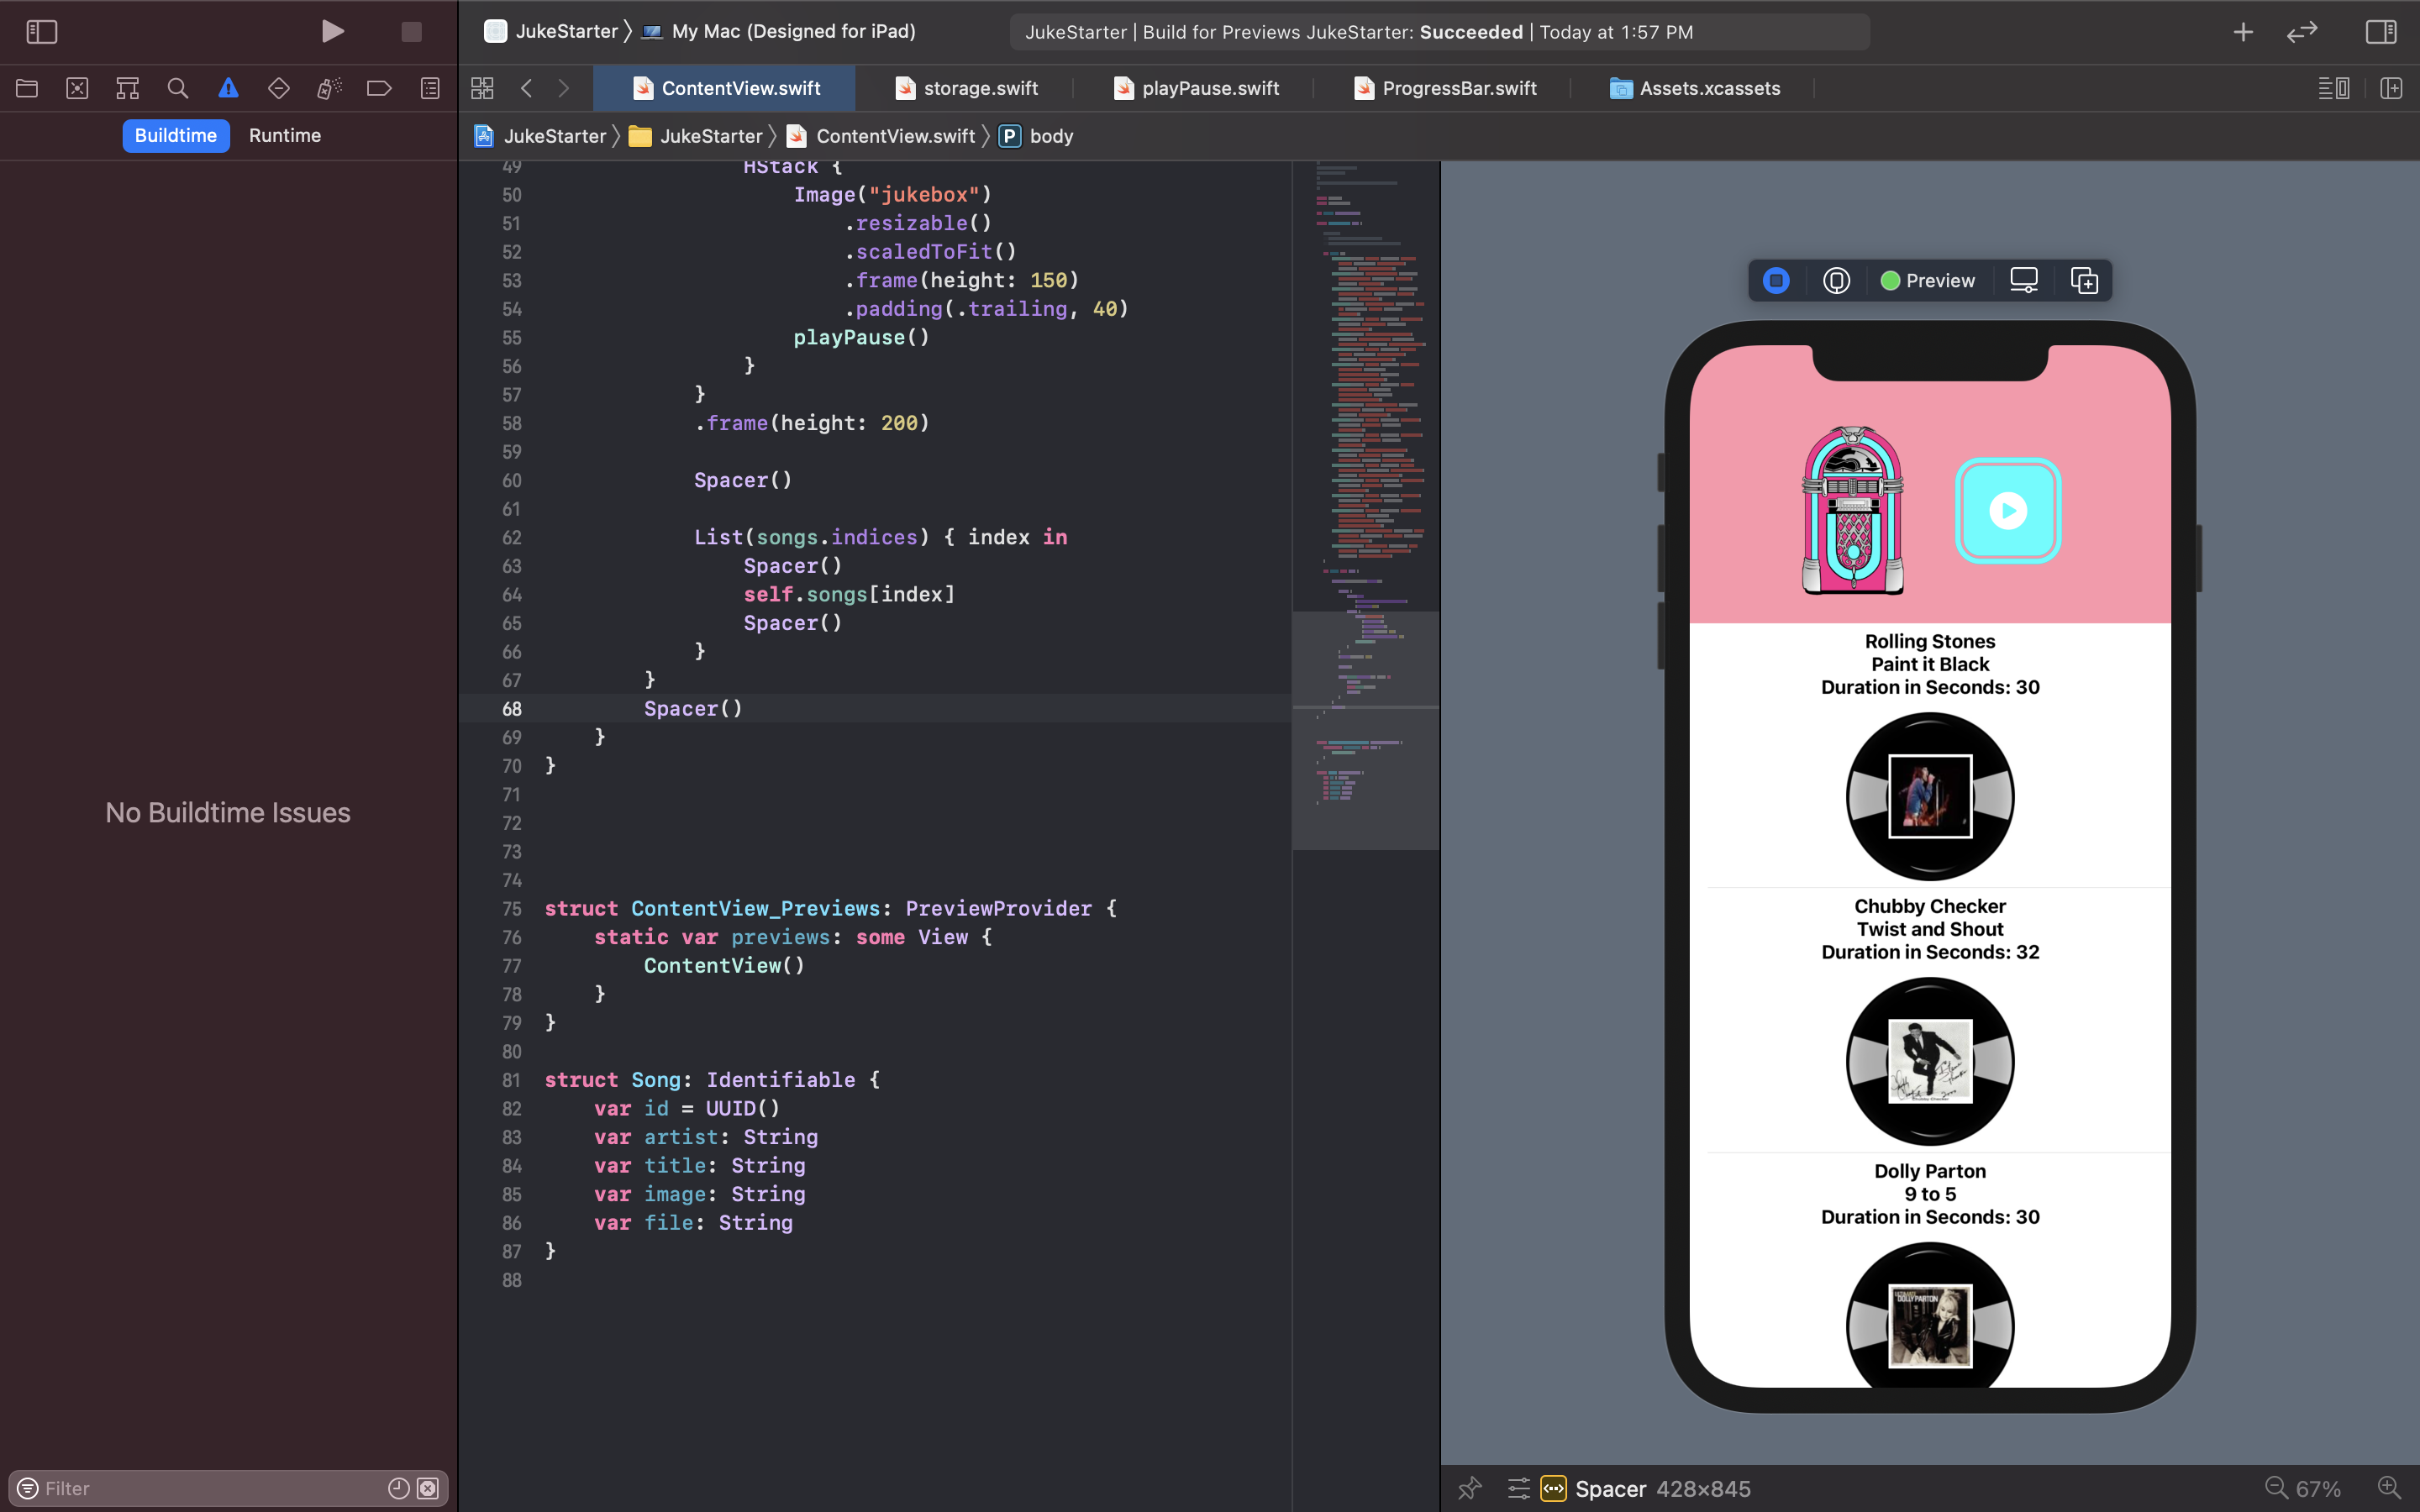 JukeStarter 〉 My Mac (Designed for iPad)
JukeStarter | Build for Previews JukeStarter: Succeeded | Today at 1:57 PM
ContentView.swift
storage.swift
playPause.swift
ProgressBar.swift
Assets.xcassets
Buildtime
Runtime
JukeStarter 〉 JukeStarter 〉 ContentView.swift 〉 P body
No Buildtime Issues
Filter
49 HStack {
50 Image("jukebox")
51 .resizable()
52 .scaledToFit()
53 .frame(height: 150)
54 .padding(.trailing, 40)
55 playPause()
56 }
57 }
58 .frame(height: 200)
59
60 Spacer()
61
62 List(songs.indices) { index in
63 Spacer()
64 self.songs[index]
65 Spacer()
66 }
67 }
68 Spacer()
69 }
70 }
71
72
73
74
75 struct ContentView_Previews: PreviewProvider {
76 static var previews: some View {
77 ContentView()
78 }
79 }
80
81 struct Song: Identifiable {
82 var id = UUID()
83 var artist: String
84 var title: String
85 var image: String
86 var file: String
87 }
88
Preview
Rolling Stones
Paint it Black
Duration in Seconds: 30
Chubby Checker
Twist and Shout
Duration in Seconds: 32
Dolly Parton
9 to 5
Duration in Seconds: 30
DOLLY PARTON
Spacer 428×845
67%